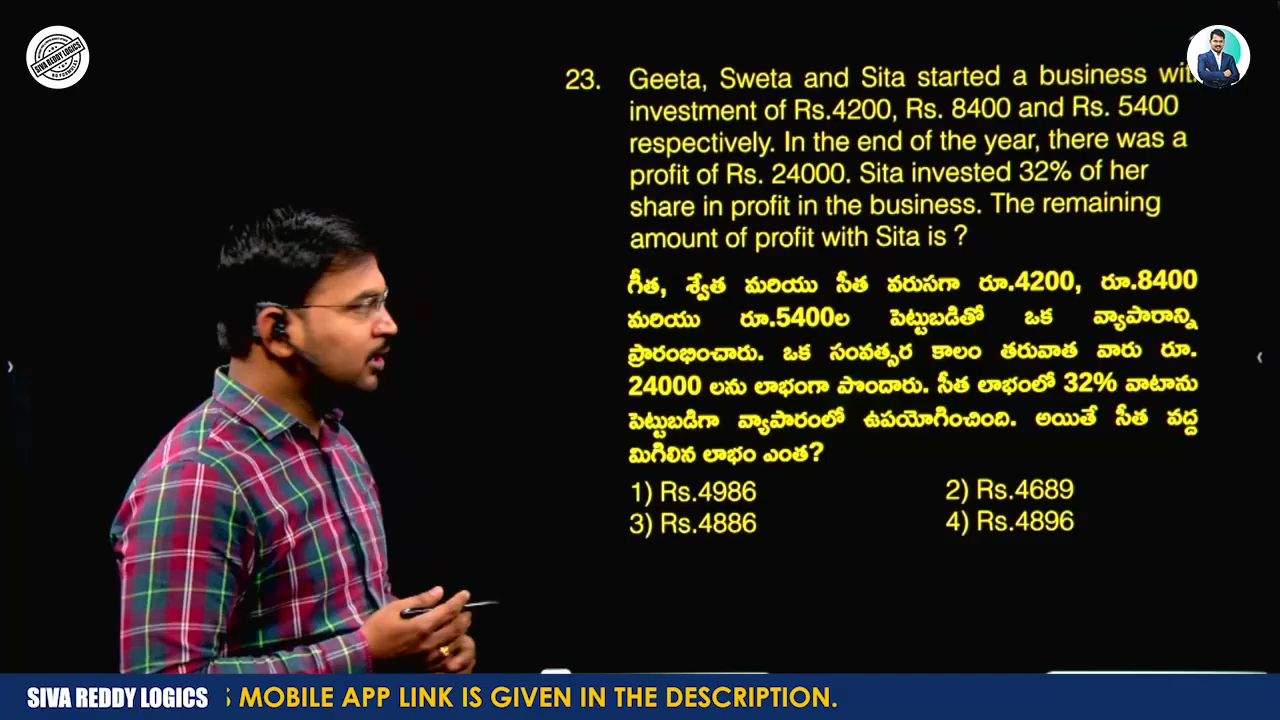 SIVA REDDY LOGICS
23. Geeta, Sweta and Sita started a business with
investment of Rs.4200, Rs. 8400 and Rs. 5400
respectively. In the end of the year, there was a
profit of Rs. 24000. Sita invested 32% of her
share in profit in the business. The remaining
amount of profit with Sita is ?
గీత, శ్వేత మరియు సీత వరుసగా రూ.4200, రూ.8400
మరియు రూ.5400ల పెట్టుబడితో ఒక వ్యాపారాన్ని
ప్రారంభించారు. ఒక సంవత్సర కాలం తరువాత వారు రూ.
24000 లను లాభంగా పొందారు. సీత లాభంలో 32% వాటాను
పెట్టుబడిగా వ్యాపారంలో ఉపయోగించింది. అయితే సీత వద్ద
మిగిలిన లాభం ఎంత?
1) Rs.4986 2) Rs.4689
3) Rs.4886 4) Rs.4896
SIVA REDDY LOGICS MOBILE APP LINK IS GIVEN IN THE DESCRIPTION.